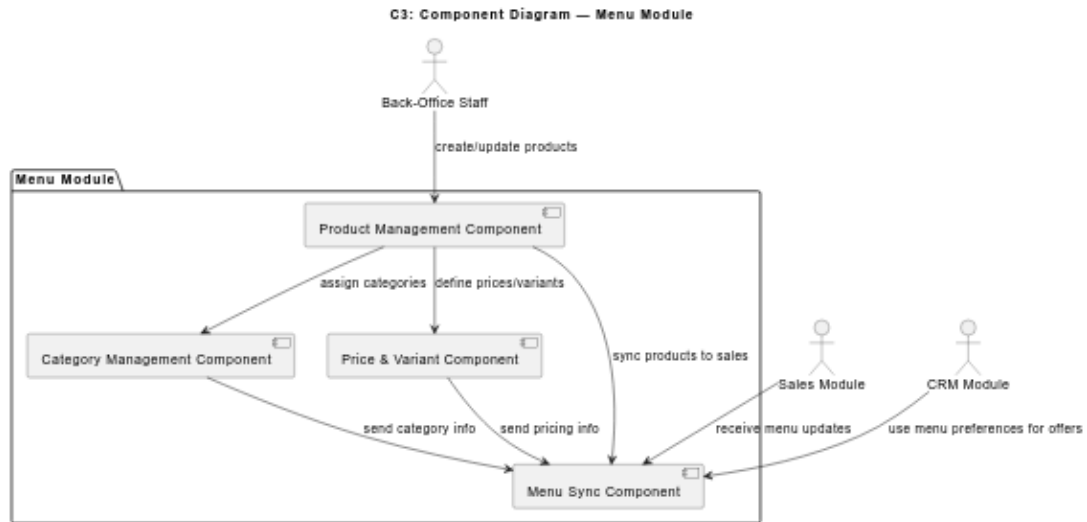 C3: Component Diagram — Menu Module
Back-Office Staff
create/update products
Menu Module
Product Management Component
assign categories
define prices/variants
Category Management Component
Price & Variant Component
sync products to sales
Sales Module
CRM Module
send category info
send pricing info
receive menu updates
use menu preferences for offers
Menu Sync Component